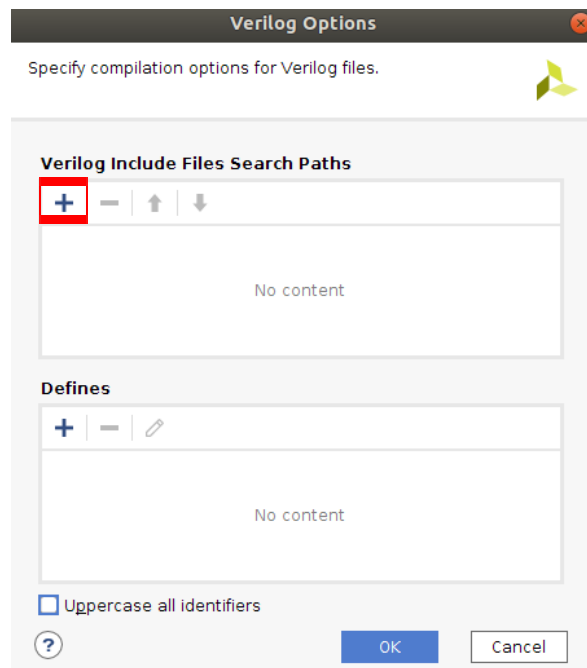 Verilog Options
Specify compilation options for Verilog files.
Verilog Include Files Search Paths
No content
Defines
No content
Uppercase all identifiers
?
OK
Cancel